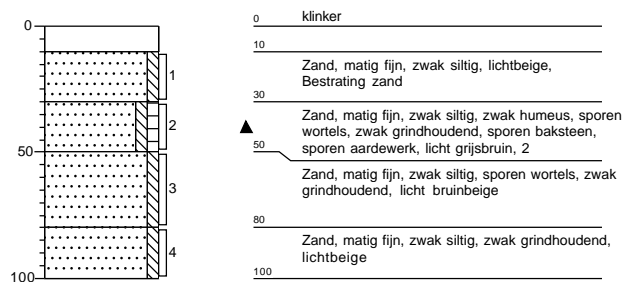 0
50
100
1
2
3
4
0
klinker
10
Zand, matig fijn, zwak siltig, lichtbeige,
Bestrating zand
30
Zand, matig fijn, zwak siltig, zwak humeus, sporen
wortels, zwak grindhoudend, sporen baksteen,
sporen aardewerk, licht grijsbruin, 2
50
Zand, matig fijn, zwak siltig, sporen wortels, zwak
grindhoudend, licht bruinbeige
80
Zand, matig fijn, zwak siltig, zwak grindhoudend,
lichtbeige
100